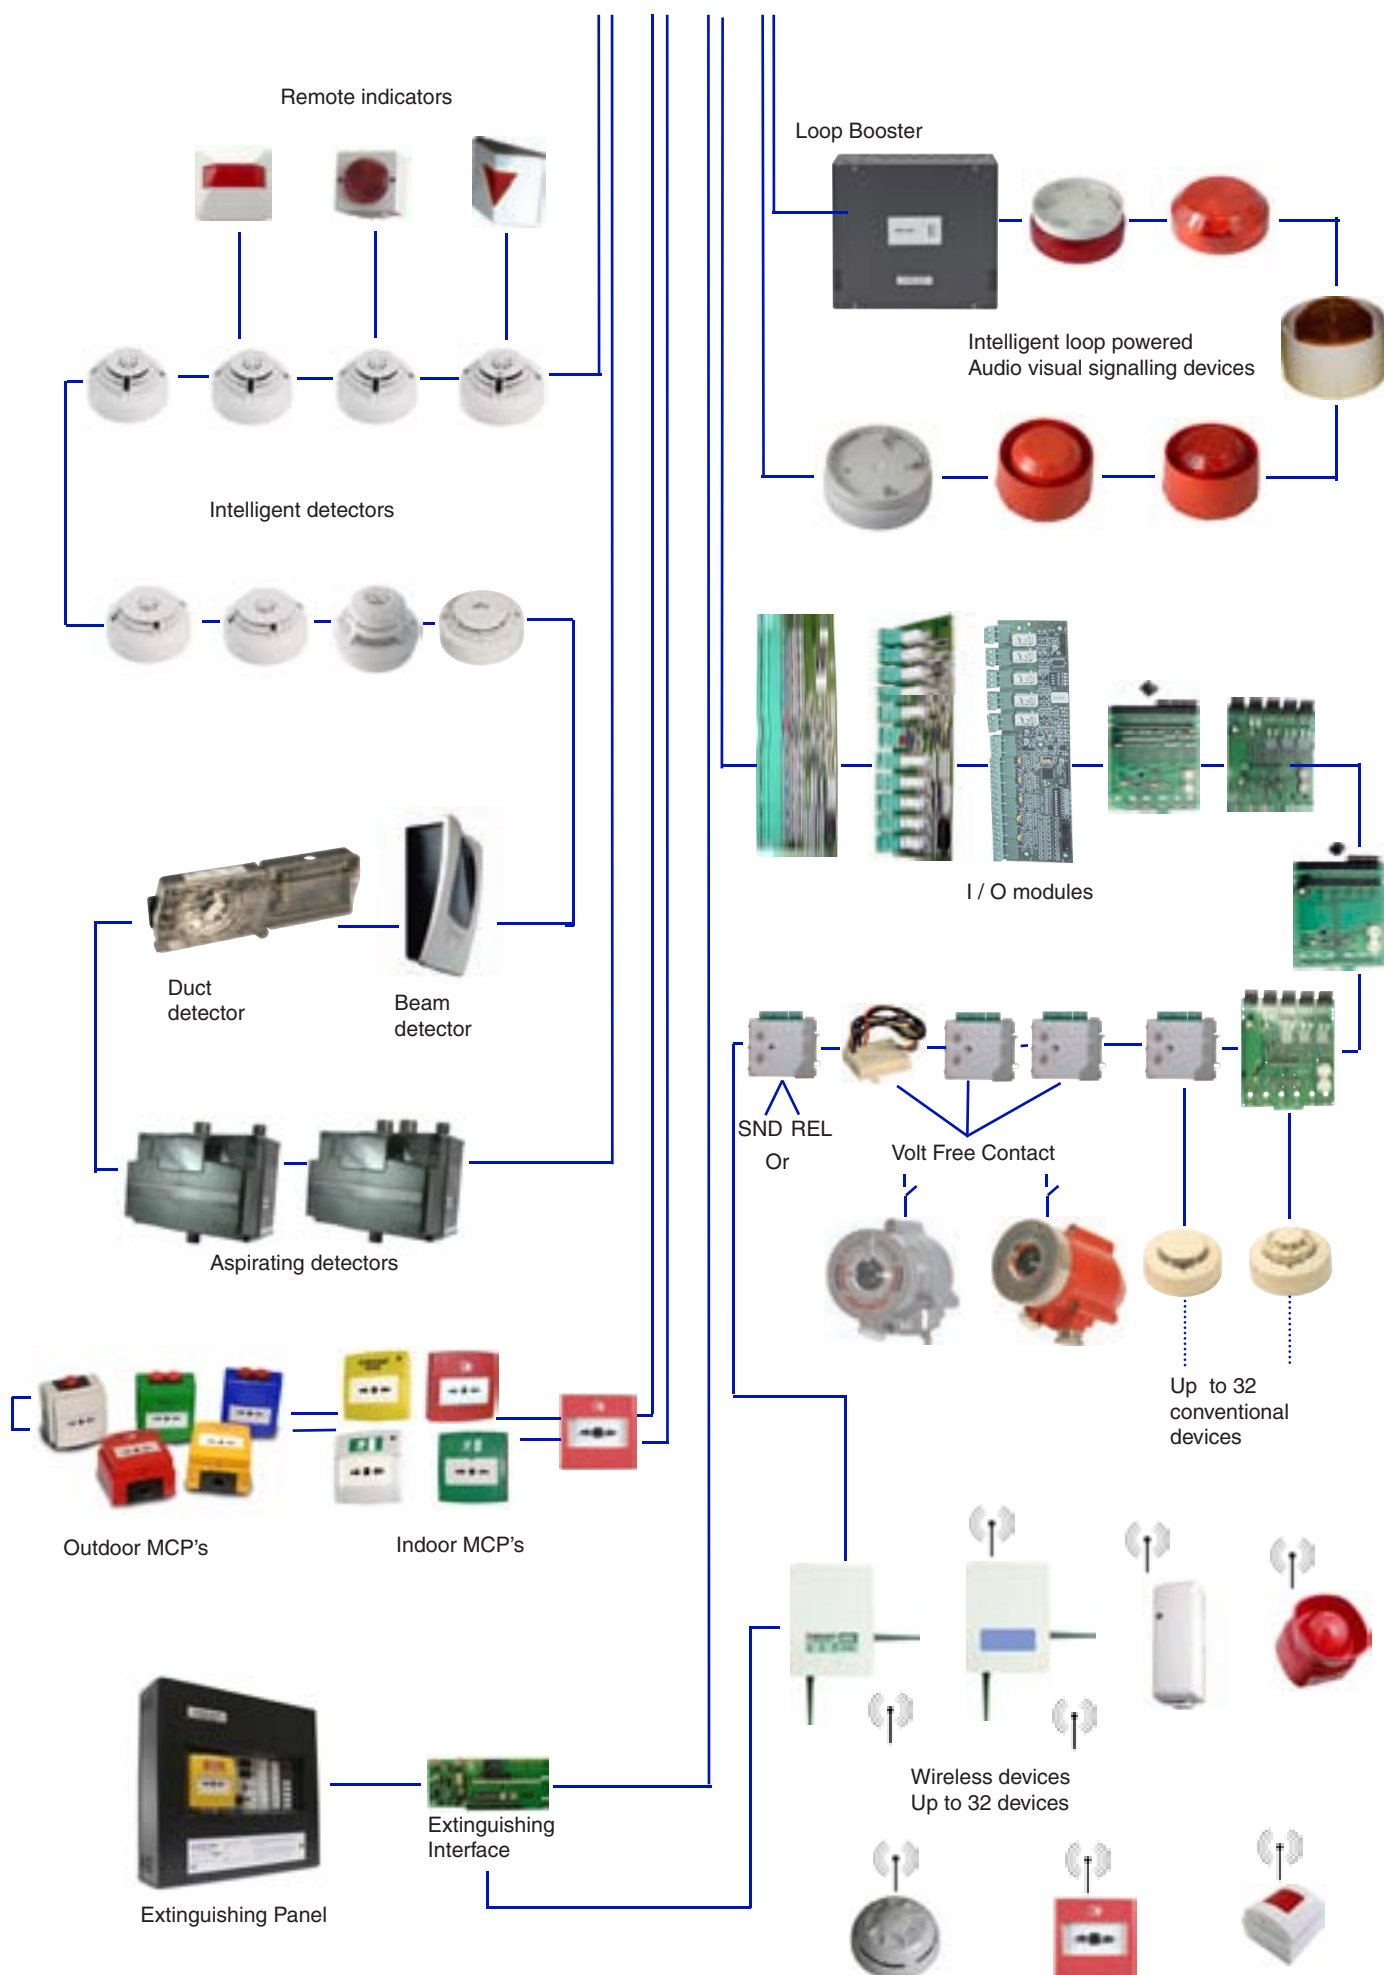 Remote indicators
Loop Booster
Intelligent loop powered
Audio visual signalling devices
Intelligent detectors
I / O modules
Duct
detector
Beam
detector
SND REL
Or
Volt Free Contact
Aspirating detectors
Up to 32
conventional
devices
Outdoor MCP's
Indoor MCP's
Wireless devices
Up to 32 devices
Extinguishing
Interface
Extinguishing Panel